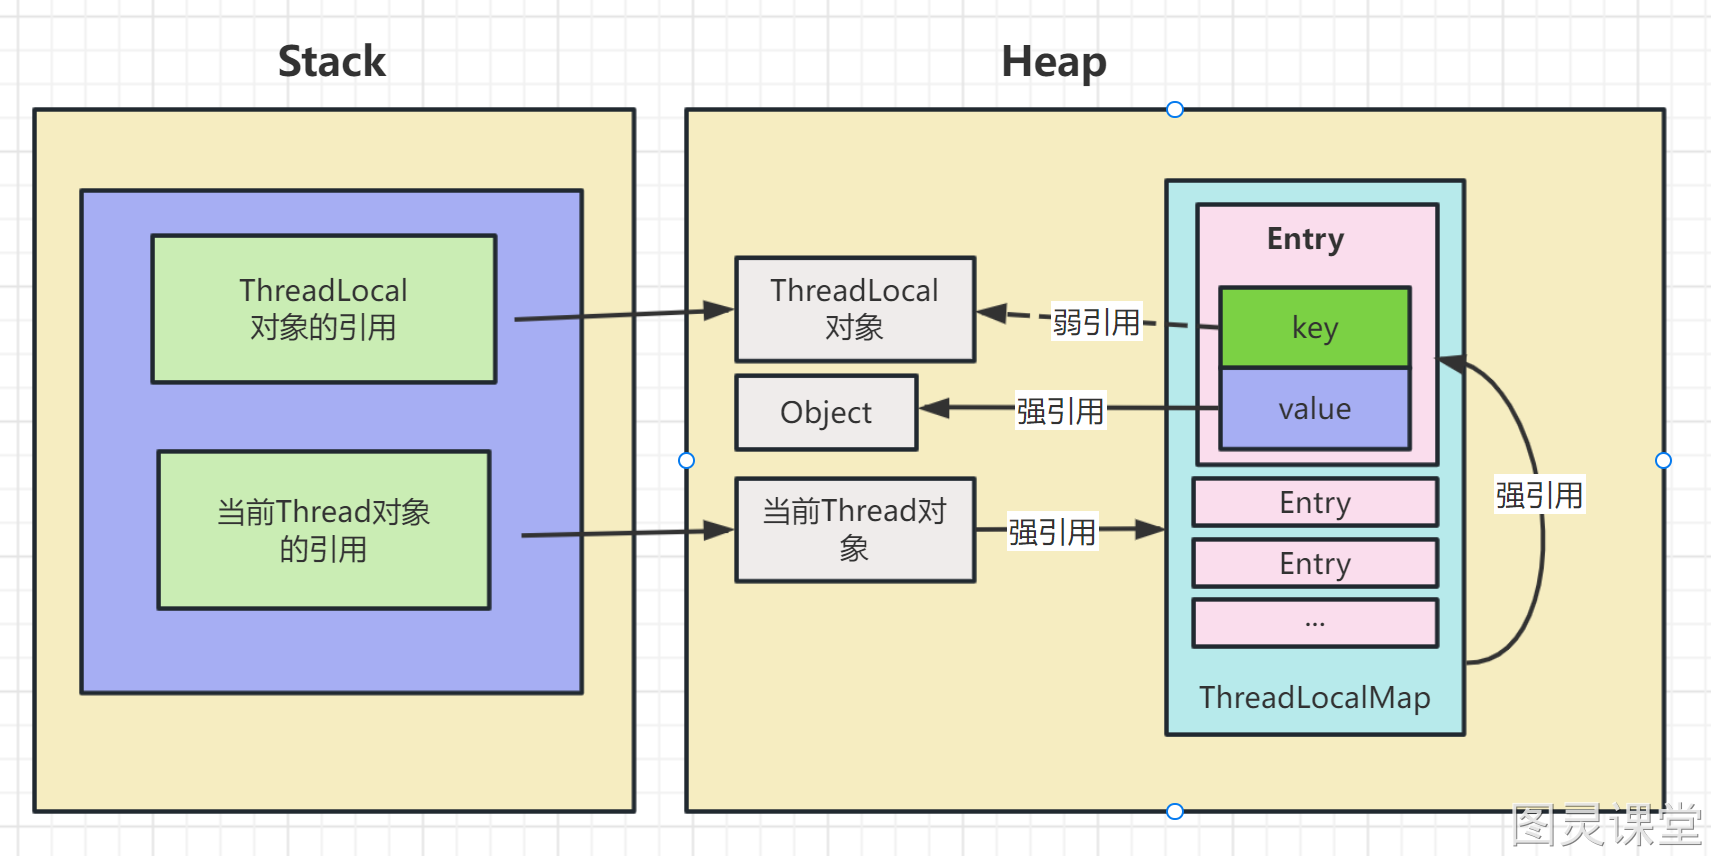 Stack
Heap
ThreadLocal
对象的引用
当前Thread对象
的引用
ThreadLocal
对象
Object
当前Thread对
象
弱引用
强引用
强引用
Entry
key
value
Entry
Entry
...
ThreadLocalMap
强引用
图灵课堂